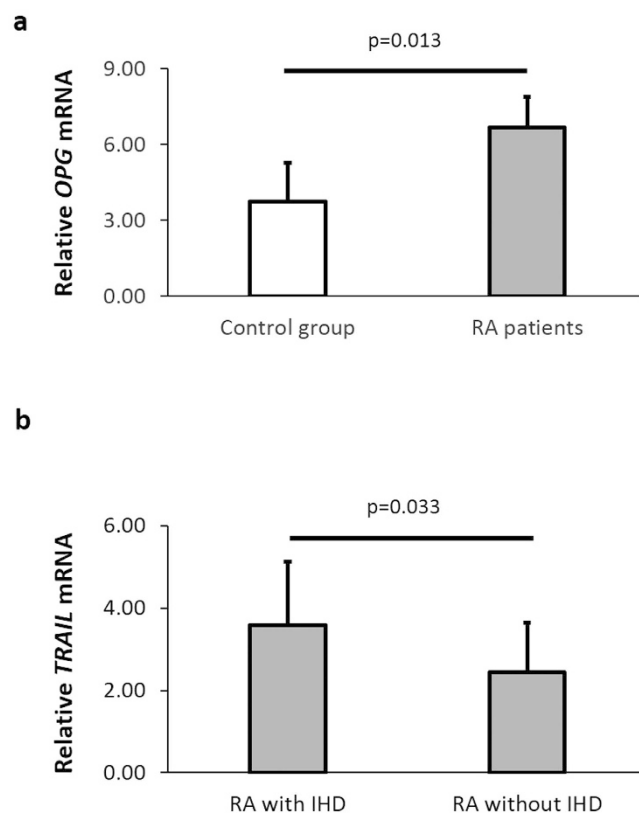 a
p=0.013
Relative OPG mRNA
9.00
6.00
3.00
0.00
Control group
RA patients
b
p=0.033
Relative TRAIL mRNA
6.00
4.00
2.00
0.00
RA with IHD
RA without IHD